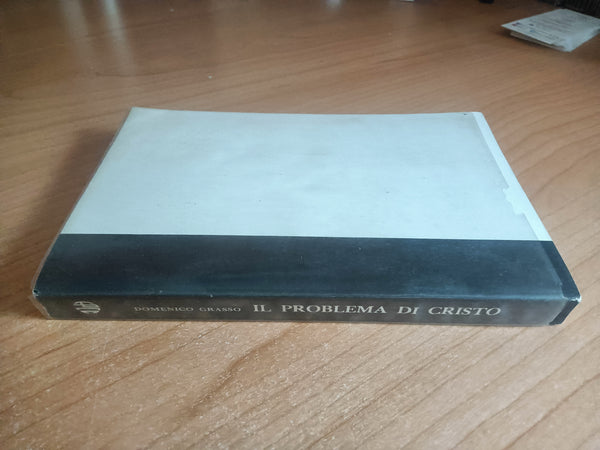 DOMENICO GRASSO IL PROBLEMA DI CRISTO